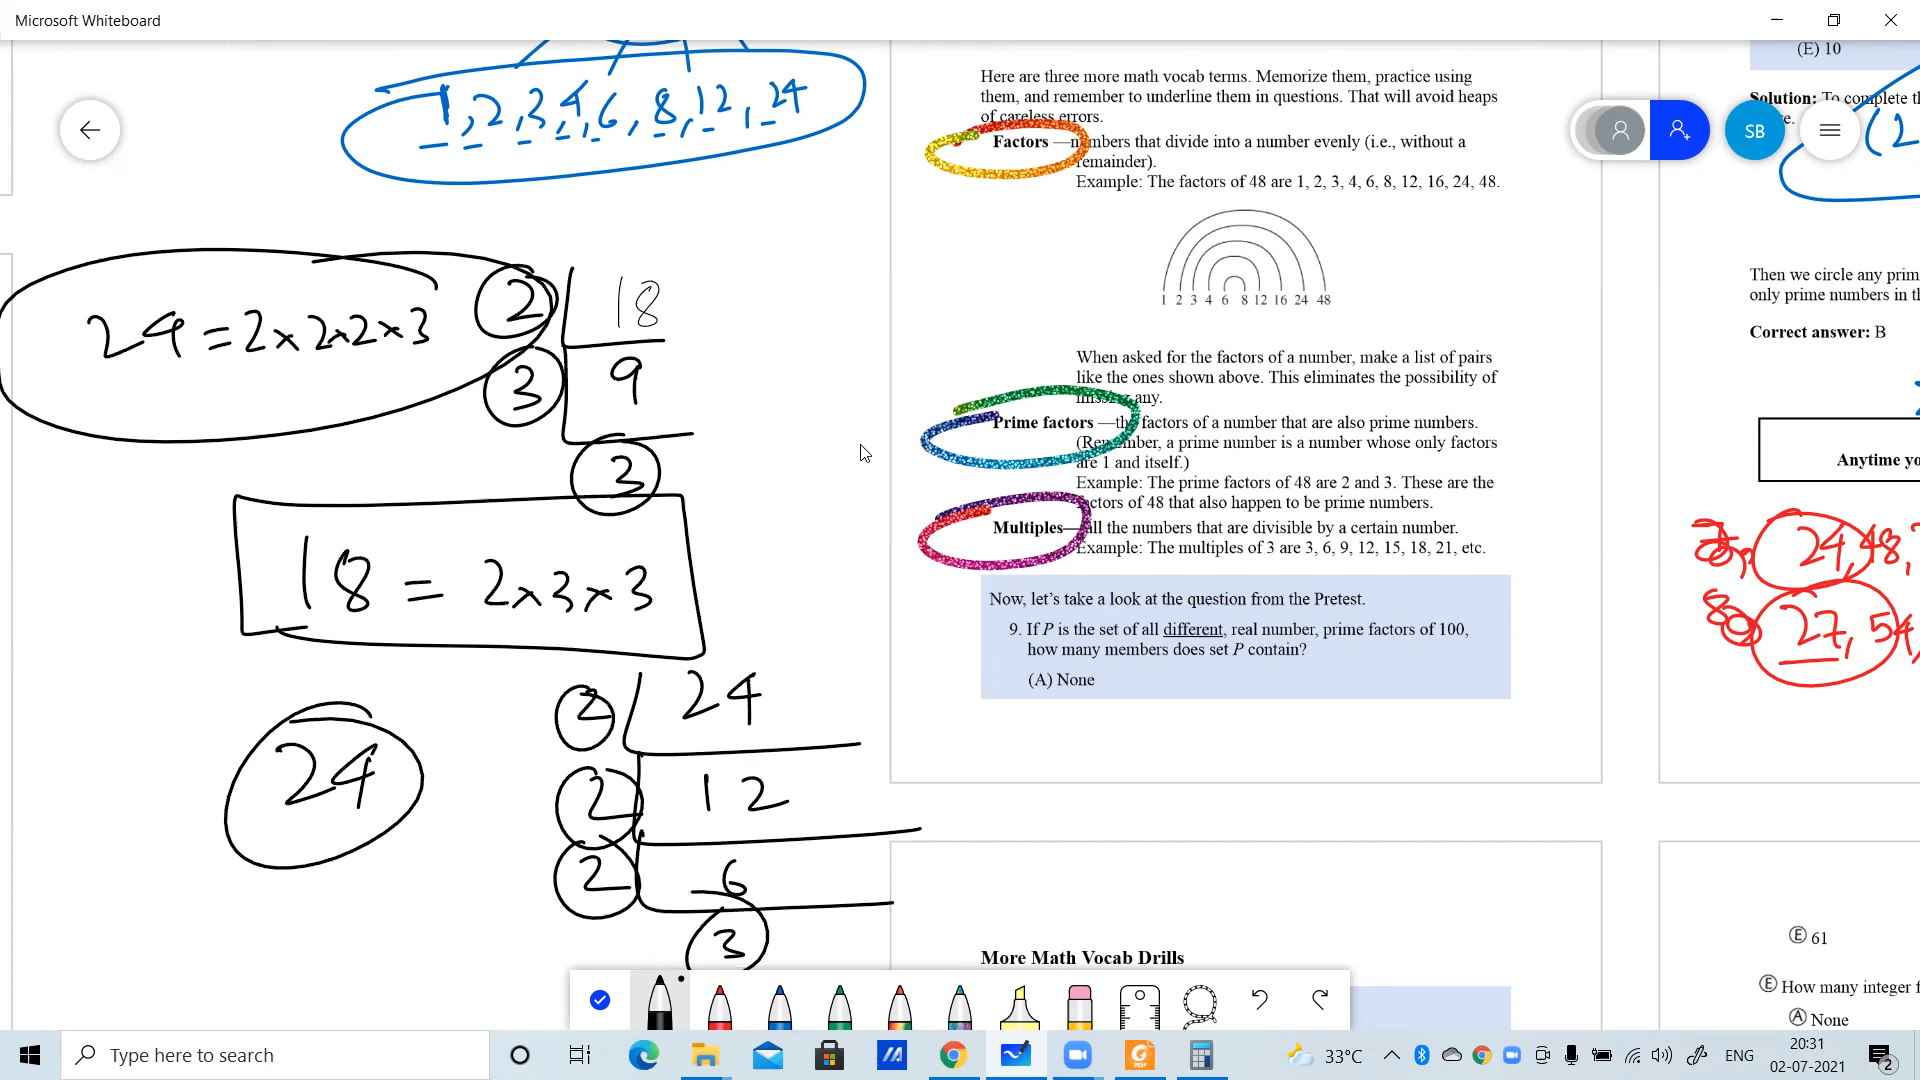 Microsoft Whiteboard
1, 2, 3, 4, 6, 8, 12, 24
24 = 2 × 2 × 2 × 3
2 18
3 9
3
18 = 2 × 3 × 3
24
2 24
2 12
2 6
3
Here are three more math vocab terms. Memorize them, practice using
them, and remember to underline them in questions. That will avoid heaps
of careless errors.
Factors —numbers that divide into a number evenly (i.e., without a
remainder).
Example: The factors of 48 are 1, 2, 3, 4, 6, 8, 12, 16, 24, 48.
1 2 3 4 6 8 12 16 24 48
When asked for the factors of a number, make a list of pairs
like the ones shown above. This eliminates the possibility of
missing any.
Prime factors —the factors of a number that are also prime numbers.
(Remember, a prime number is a number whose only factors
are 1 and itself.)
Example: The prime factors of 48 are 2 and 3. These are the
factors of 48 that also happen to be prime numbers.
Multiples—all the numbers that are divisible by a certain number.
Example: The multiples of 3 are 3, 6, 9, 12, 15, 18, 21, etc.
Now, let’s take a look at the question from the Pretest.
9. If P is the set of all different, real number, prime factors of 100,
how many members does set P contain?
(A) None
More Math Vocab Drills
(E) 10
Solution: To complete
SB
(2
Then we circle any prim
only prime numbers in
Correct answer: B
Anytime yo
24, 48,
27, 54,
Ⓔ 61
Ⓔ How many integer f
Ⓐ None
Type here to search
33°C
ENG
20:31
02-07-2021
2